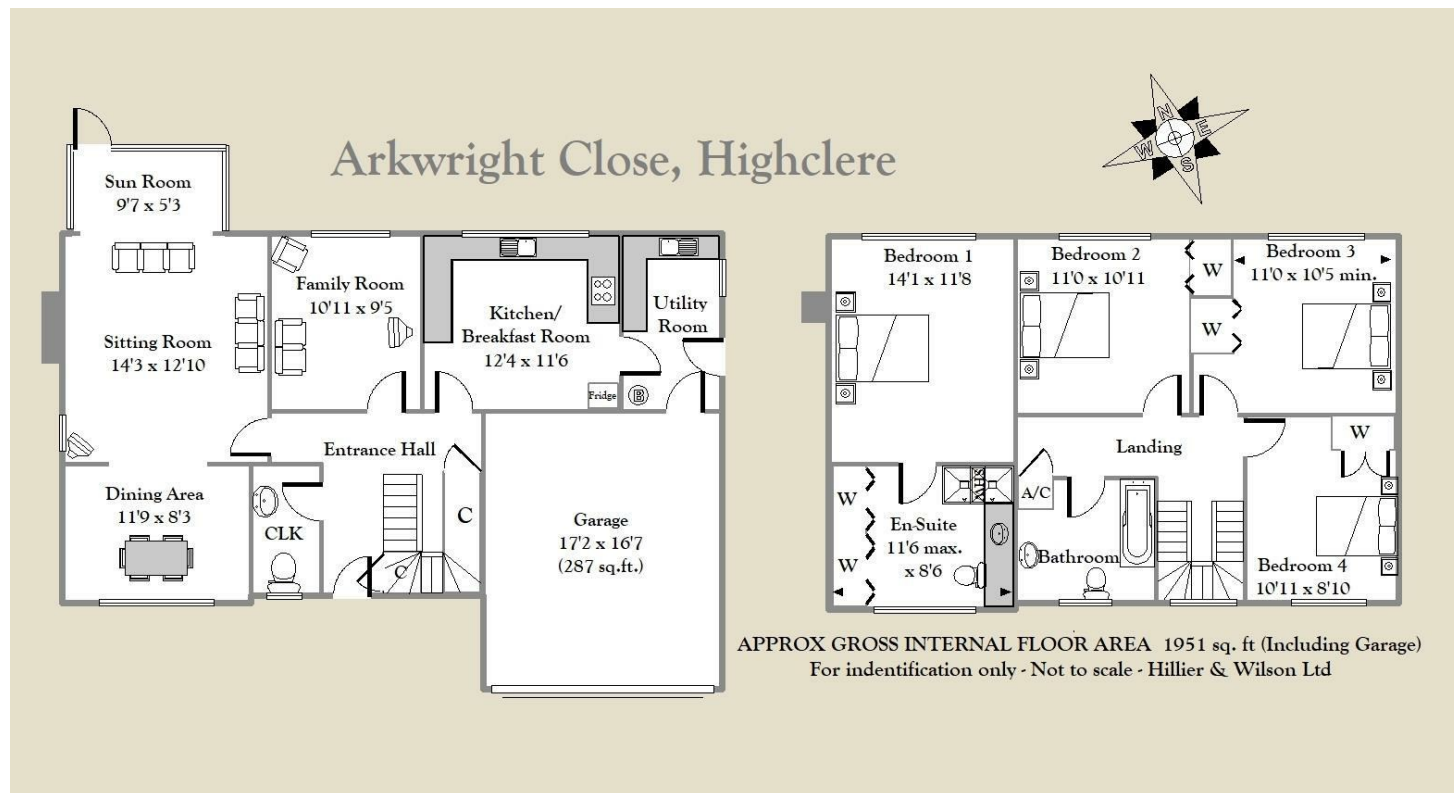 Arkwright Close, Highclere
N
E
S
W
Sun Room
9'7 x 5'3
Sitting Room
14'3 x 12'10
Family Room
10'11 x 9'5
Kitchen/
Breakfast Room
12'4 x 11'6
Fridge
Utility
Room
B
Entrance Hall
Dining Area
11'9 x 8'3
CLK
C
C
Garage
17'2 x 16'7
(287 sq.ft.)
Bedroom 1
14'1 x 11'8
Bedroom 2
11'0 x 10'11
W
W
Bedroom 3
11'0 x 10'5 min.
Landing
W
W
W
En-Suite
11'6 max.
x 8'6
SHV
A/C
Bathroom
Bedroom 4
10'11 x 8'10
APPROX GROSS INTERNAL FLOOR AREA 1951 sq. ft (Including Garage)
For indentification only - Not to scale - Hillier & Wilson Ltd